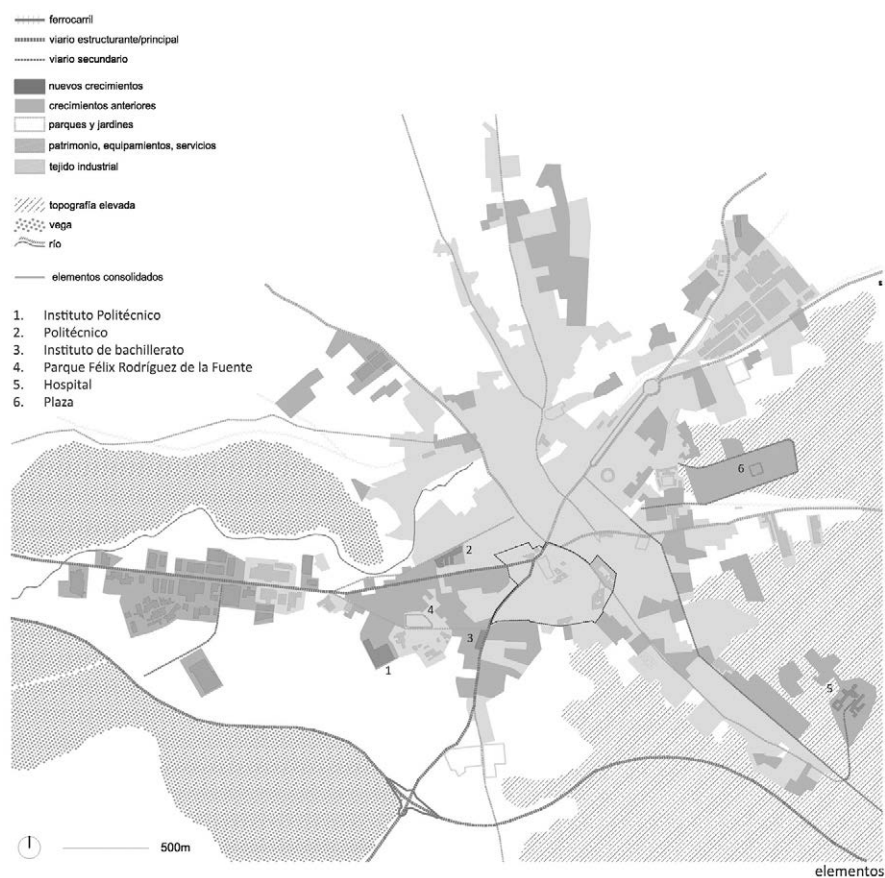 ferrocarril
viario estructurante/principal
viario secundario
nuevos crecimientos
crecimientos anteriores
parques y jardines
patrimonio, equipamientos, servicios
tejido industrial
topografía elevada
vega
río
elementos consolidados
1. Instituto Politécnico
2. Politécnico
3. Instituto de bachillerato
4. Parque Félix Rodríguez de la Fuente
5. Hospital
6. Plaza
6
2
4
3
1
5
500m
elementos